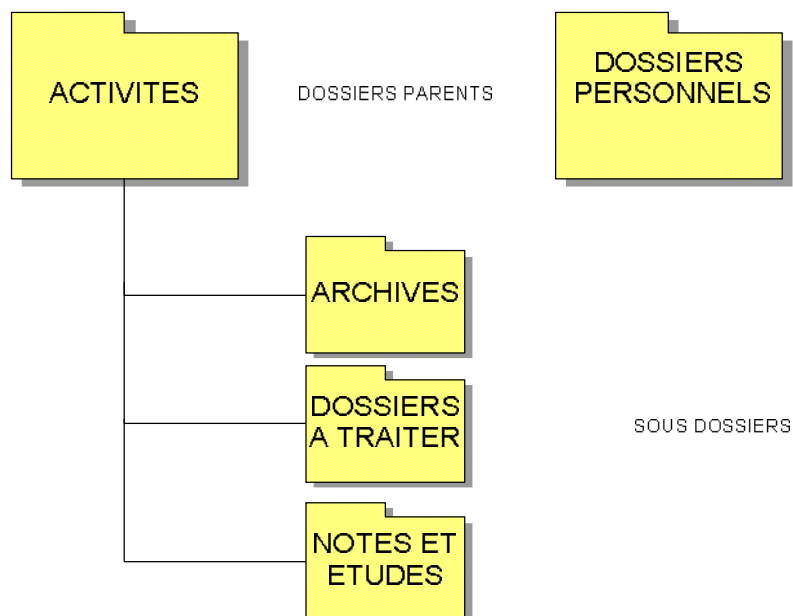 ACTIVITES
DOSSIERS PARENTS
DOSSIERS
PERSONNELS
ARCHIVES
DOSSIERS
A TRAITER
SOUS DOSSIERS
NOTES ET
ETUDES